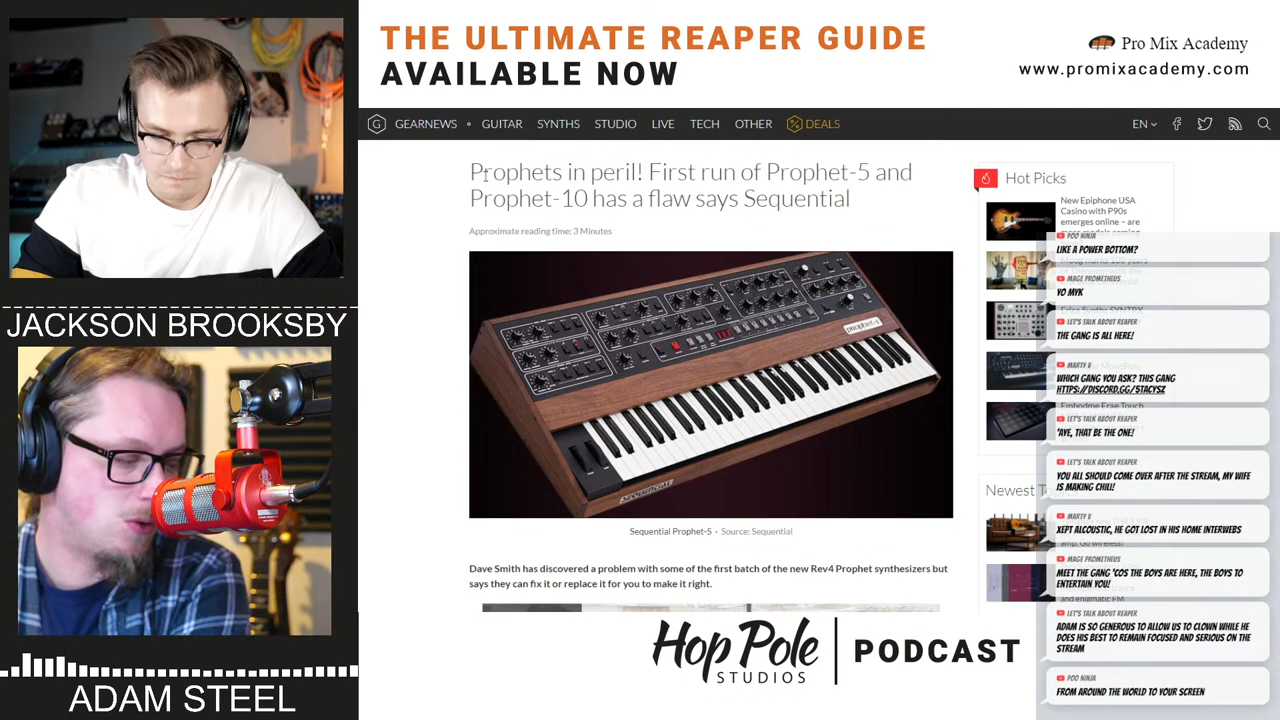 THE ULTIMATE REAPER GUIDE
AVAILABLE NOW
Pro Mix Academy
www.promixacademy.com
GEARNEWS
GUITAR
SYNTHS
STUDIO
LIVE
TECH
OTHER
DEALS
EN
Prophets in peril! First run of Prophet-5 and
Prophet-10 has a flaw says Sequential
Approximate reading time: 3 Minutes
prophet-5
SEQUENTIAL
Sequential Prophet-5 • Source: Sequential
Dave Smith has discovered a problem with some of the first batch of the new Rev4 Prophet synthesizers but
says they can fix it or replace it for you to make it right.
Hot Picks
New Epiphone USA
Casino with P90s
emerges online – are
Newest
POO NINJA
LIKE A POWER BOTTOM?
MAGE PROMETHEUS
YO MYK
LET'S TALK ABOUT REAPER
THE GANG IS ALL HERE!
MARTY V
WHICH GANG YOU ASK? THIS GANG
HTTPS://DISCORD.GG/5TACYSZ
LET'S TALK ABOUT REAPER
'AYE, THAT BE THE ONE!
LET'S TALK ABOUT REAPER
YOU ALL SHOULD COME OVER AFTER THE STREAM, MY WIFE
IS MAKING CHILI!
MARTY V
XEPT ALCOUSTIC, HE GOT LOST IN HIS HOME INTERWEBS
MAGE PROMETHEUS
MEET THE GANG 'COS THE BOYS ARE HERE, THE BOYS TO
ENTERTAIN YOU!
LET'S TALK ABOUT REAPER
ADAM IS SO GENEROUS TO ALLOW US TO CLOWN WHILE HE
DOES HIS BEST TO REMAIN FOCUSED AND SERIOUS ON THE
STREAM
POO NINJA
FROM AROUND THE WORLD TO YOUR SCREEN
JACKSON BROOKSBY
ADAM STEEL
Hop Pole
STUDIOS
PODCAST